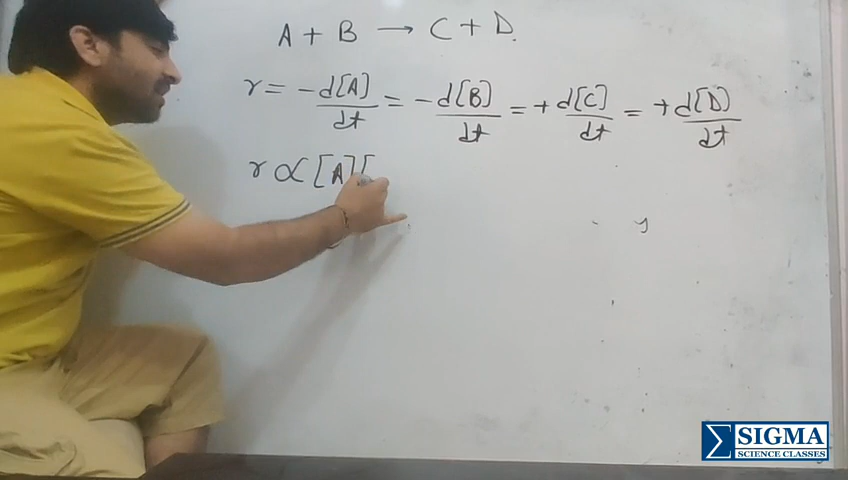 A + B → C + D.
r = -d[A]/dt = -d[B]/dt = +d[C]/dt = +d[D]/dt
r ∝ [A][
Σ SIGMA
SCIENCE CLASSES